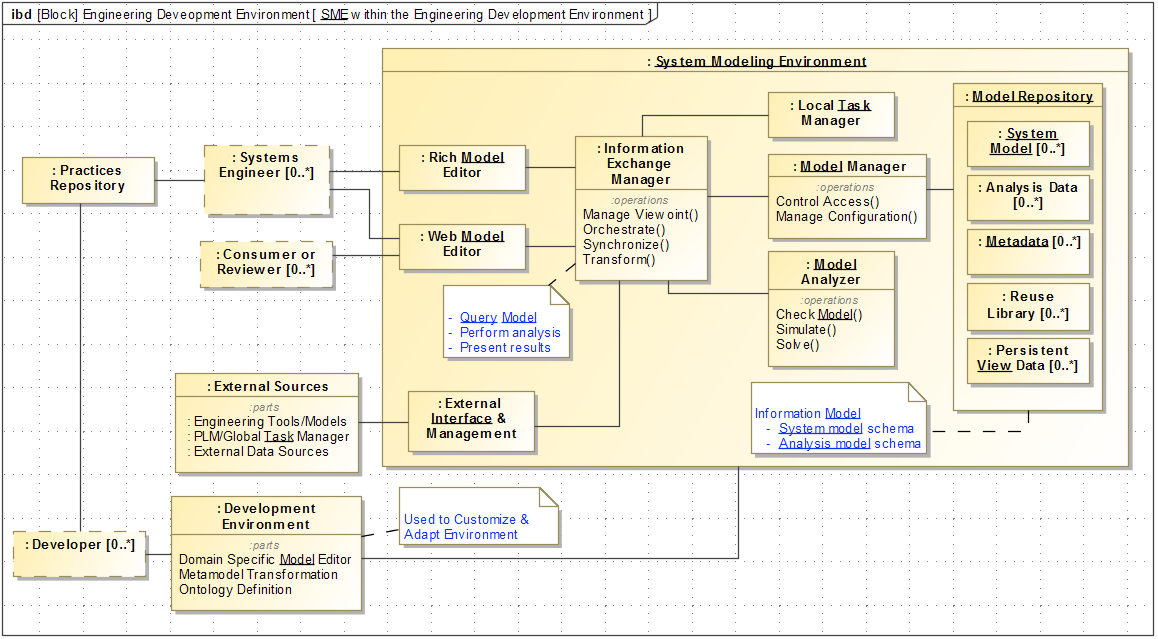 ibd [Block] Engineering Deveopment Environment [ SME within the Engineering Development Environment ]
: System Modeling Environment
: Practices
Repository
: Systems
Engineer [0..*]
: Consumer or
Reviewer [0..*]
: Rich Model
Editor
: Web Model
Editor
: Information
Exchange
Manager
:operations
Manage Viewoint()
Orchestrate()
Synchronize()
Transform()
- Query Model
- Perform analysis
- Present results
: Local Task
Manager
: Model Manager
:operations
Control Access()
Manage Configuration()
: Model
Analyzer
:operations
Check Model()
Simulate()
Solve()
: Model Repository
: System
Model [0..*]
: Analysis Data
[0..*]
: Metadata [0..*]
: Reuse
Library [0..*]
: Persistent
View Data [0..*]
Information Model
- System model schema
- Analysis model schema
: External Sources
:parts
: Engineering Tools/Models
: PLM/Global Task Manager
: External Data Sources
: External
Interface &
Management
: Developer [0..*]
: Development
Environment
:parts
Domain Specific Model Editor
Metamodel Transformation
Ontology Definition
Used to Customize &
Adapt Environment